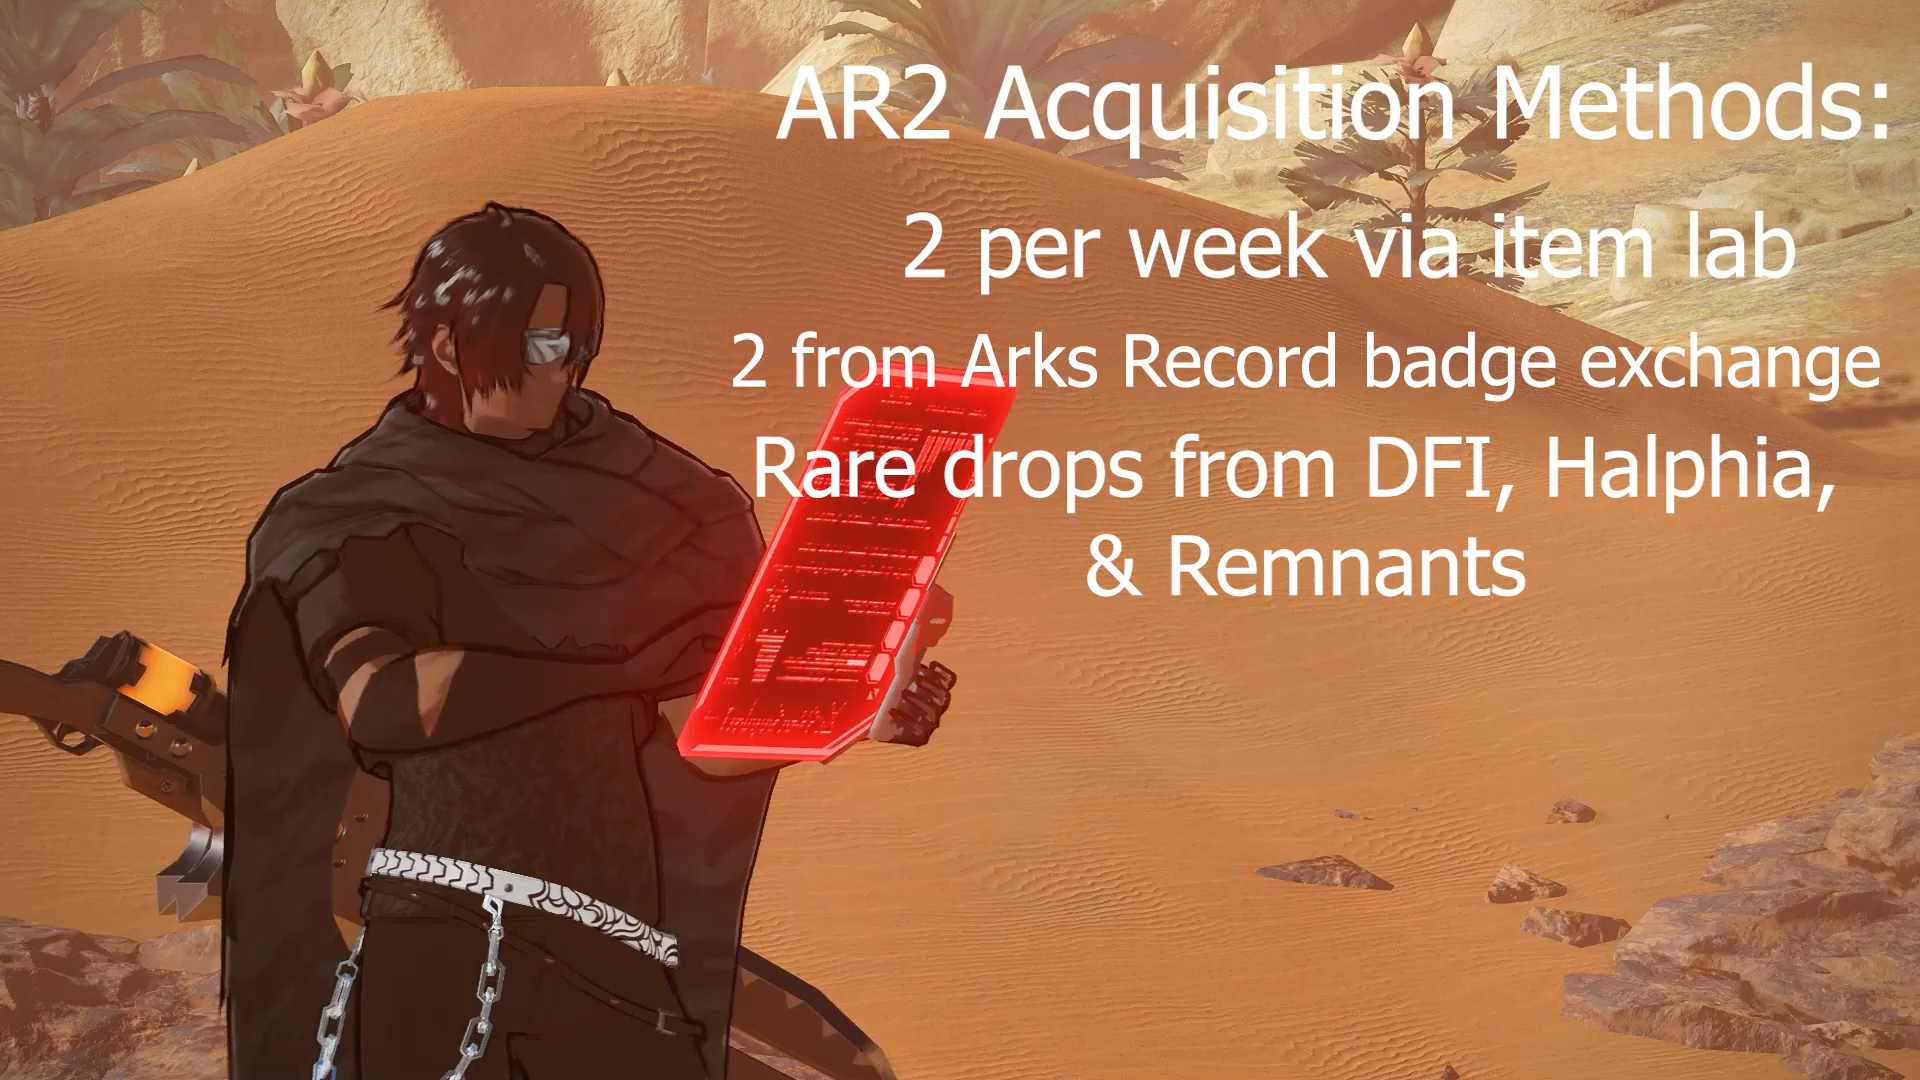 AR2 Acquisition Methods:
2 per week via item lab
2 from Arks Record badge exchange
Rare drops from DFI, Halphia,
& Remnants